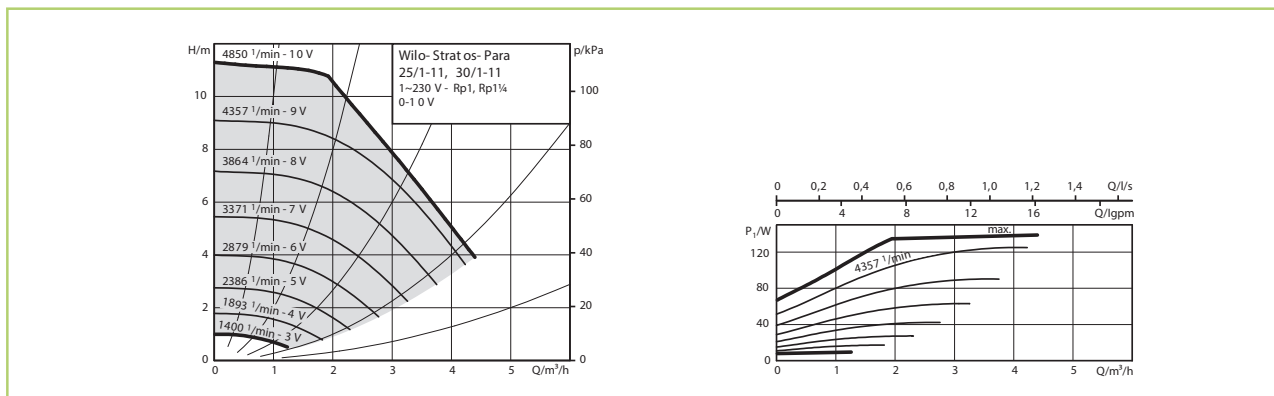 H/m
p/kPa
4850 1/min - 10 V
Wilo- Strat os- Para
25/1-11, 30/1-11
1~230 V - Rp1, Rp1¼
0-1 0 V
10
100
4357 1/min - 9 V
8
80
3864 1/min - 8 V
6
60
3371 1/min - 7 V
4
40
2879 1/min - 6 V
2386 1/min - 5 V
2
20
1893 1/min - 4 V
1400 1/min - 3 V
0
0
0 1 2 3 4 5 Q/m³/h
0 0,2 0,4 0,6 0,8 1,0 1,2 1,4 Q/l/s
0 4 8 12 16 Q/Igpm
P1/W
max.
120
4357 1/min
80
40
0
0 1 2 3 4 5 Q/m³/h